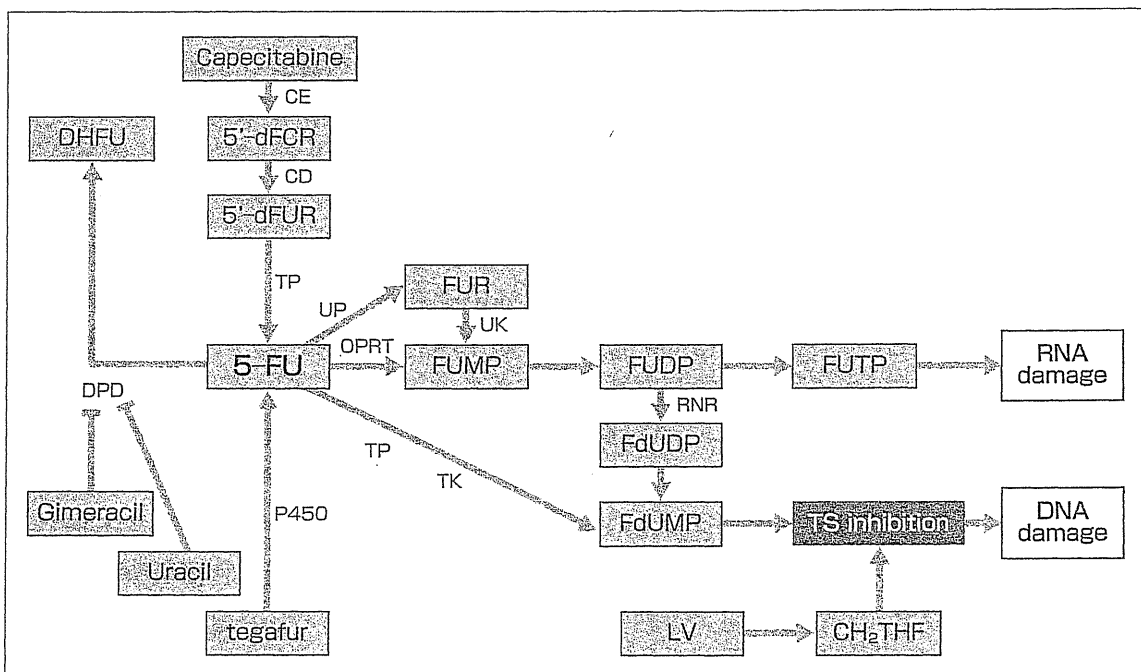 Capecitabine
CE
DHFU
5'-dFCR
CD
5'-dFUR
TP
FUR
UP
UK
OPRT
5-FU
FUMP
FUDP
FUTP
RNA
damage
DPD
RNR
FdUDP
TP
TK
Gimeracil
P450
FdUMP
TS inhibition
DNA
damage
Uracil
tegafur
LV
CH₂THF